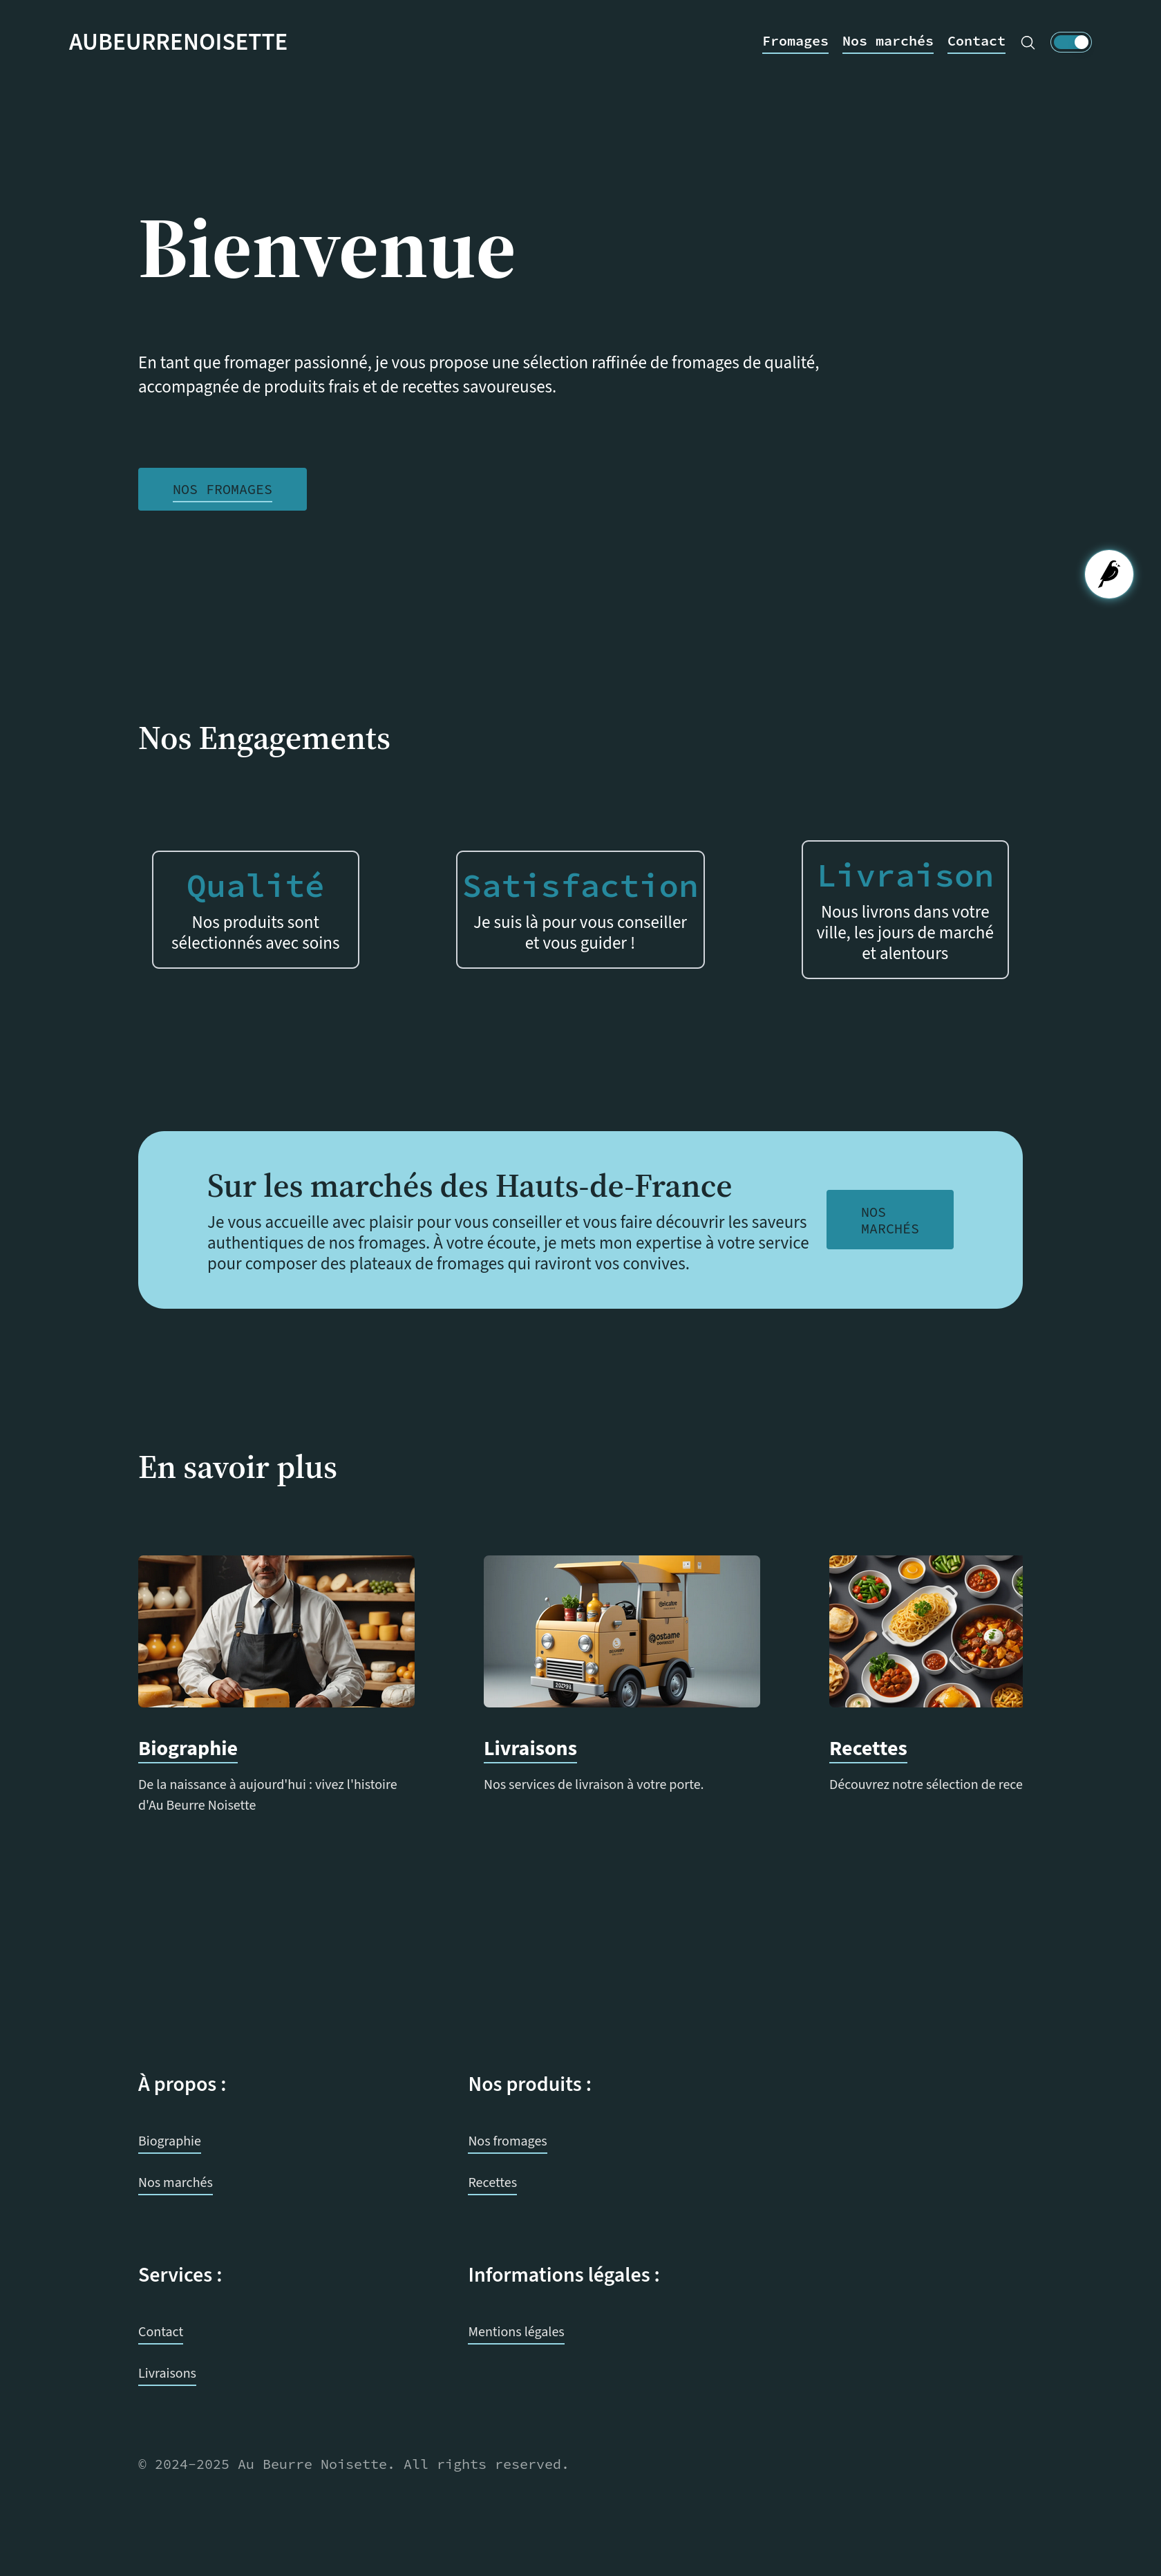 AUBEURRENOISETTE
Fromages Nos marchés Contact
Bienvenue
En tant que fromager passionné, je vous propose une sélection raffinée de fromages de qualité,
accompagnée de produits frais et de recettes savoureuses.
NOS FROMAGES
Nos Engagements
Qualité
Nos produits sont
sélectionnés avec soins
Satisfaction
Je suis là pour vous conseiller
et vous guider !
Livraison
Nous livrons dans votre
ville, les jours de marché
et alentours
Sur les marchés des Hauts-de-France
Je vous accueille avec plaisir pour vous conseiller et vous faire découvrir les saveurs
authentiques de nos fromages. À votre écoute, je mets mon expertise à votre service
pour composer des plateaux de fromages qui raviront vos convives.
NOS
MARCHÉS
En savoir plus
Biographie
De la naissance à aujourd'hui : vivez l'histoire
d'Au Beurre Noisette
Livraisons
Nos services de livraison à votre porte.
Recettes
Découvrez notre sélection de rece
À propos :
Biographie
Nos marchés
Nos produits :
Nos fromages
Recettes
Services :
Contact
Livraisons
Informations légales :
Mentions légales
© 2024-2025 Au Beurre Noisette. All rights reserved.